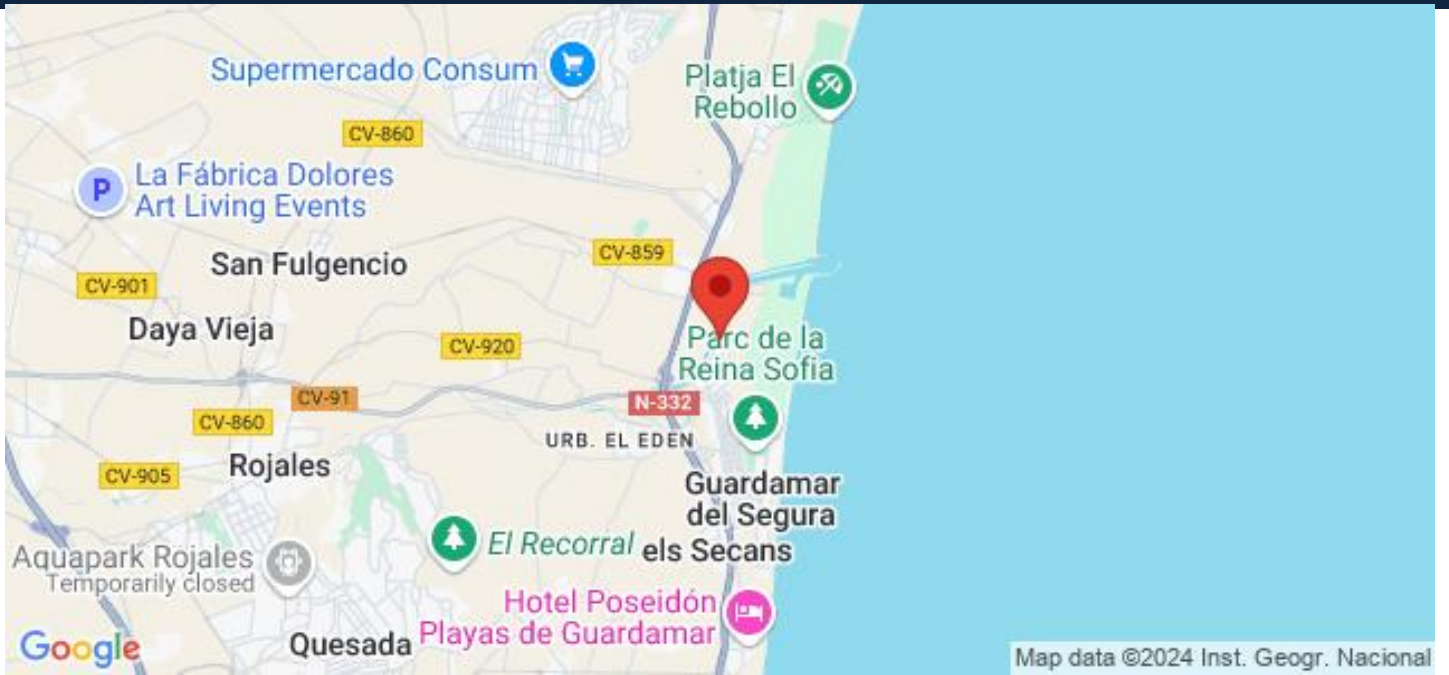 Supermercado Consum
Platja El
Rebollo
CV-860
La Fábrica Dolores
Art Living Events
P
San Fulgencio
CV-859
CV-901
Daya Vieja
CV-920
Parc de la
Reina Sofia
CV-91
N-332
CV-860
URB. EL EDEN
Rojales
CV-905
Guardamar
del Segura
El Recorral
els Secans
Aquapark Rojales
Temporarily closed
Hotel Poseidón
Playas de Guardamar
Quesada
Google
Map data ©2024 Inst. Geogr. Nacional